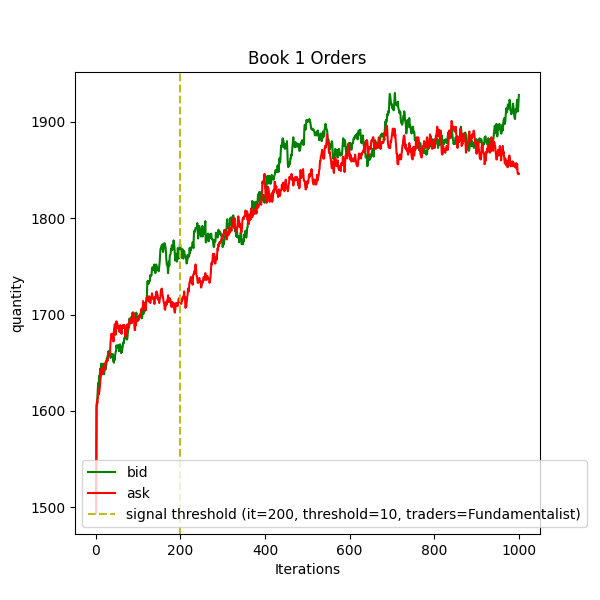 Book 1 Orders
quantity
1900
1800
1700
1600
1500
bid
ask
signal threshold (it=200, threshold=10, traders=Fundamentalist)
0 200 400 600 800 1000
Iterations